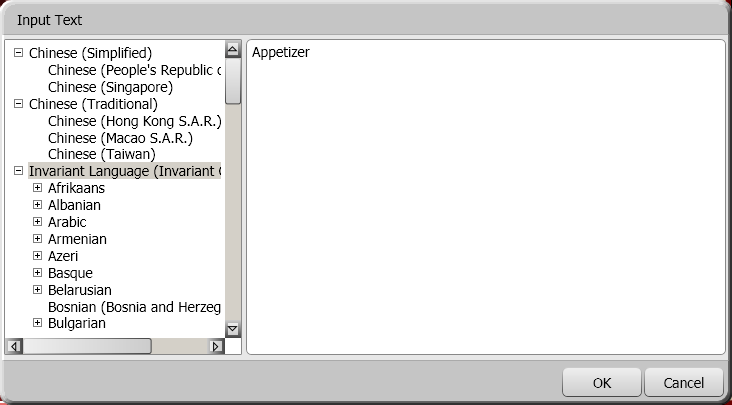 Input Text
Chinese (Simplified)
Chinese (People's Republic
Chinese (Singapore)
Chinese (Traditional)
Chinese (Hong Kong S.A.R.)
Chinese (Macao S.A.R.)
Chinese (Taiwan)
Invariant Language (Invariant
Afrikaans
Albanian
Arabic
Armenian
Azeri
Basque
Belarusian
Bosnian (Bosnia and Herzeg
Bulgarian
Appetizer
OK
Cancel